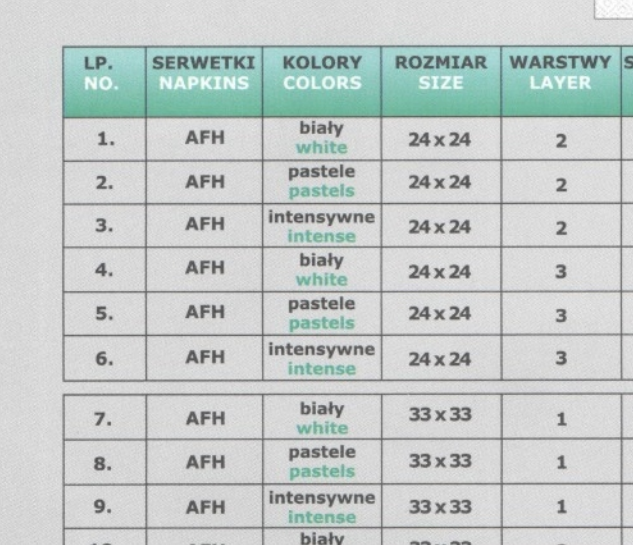 LP. SERWETKI KOLORY ROZMIAR WARSTWY
NO. NAPKINS COLORS SIZE LAYER
1. AFH biały 24 x 24 2
white
2. AFH pastele 24 x 24 2
pastels
3. AFH intensywne 24 x 24 2
intense
4. AFH biały 24 x 24 3
white
5. AFH pastele 24 x 24 3
pastels
6. AFH intensywne 24 x 24 3
intense
7. AFH biały 33 x 33 1
white
8. AFH pastele 33 x 33 1
pastels
9. AFH intensywne 33 x 33 1
intense
biały